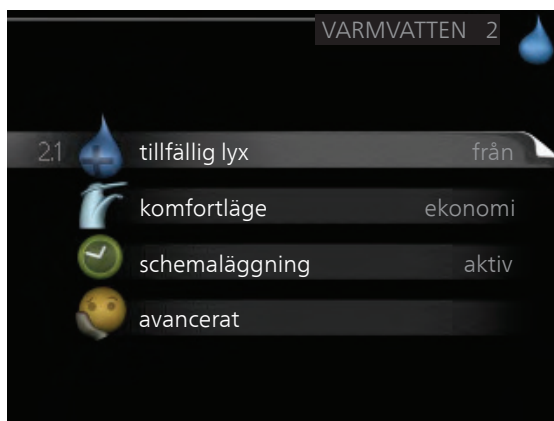 VARMVATTEN 2
2.1 tillfällig lyx från
komfortläge ekonomi
schemaläggning aktiv
avancerat